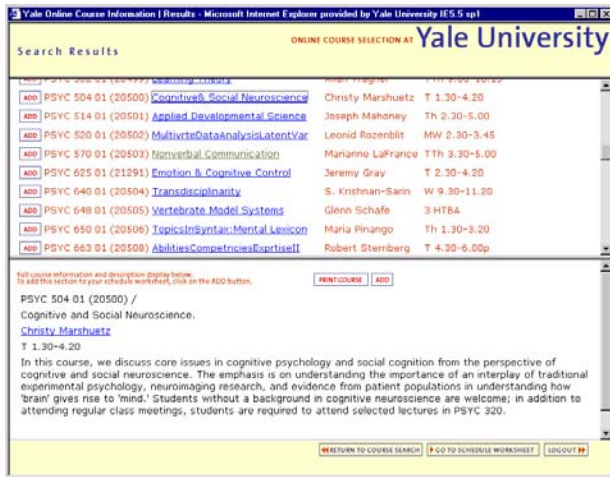 Yale Online Course Information | Results - Microsoft Internet Explorer provided by Yale University IE5.5 sp1
Search Results
ONLINE COURSE SELECTION AT Yale University
Learning Theory
ADD PSYC 504 01 (20500) Cognitive& Social Neuroscience Christy Marshuetz T 1.30-4.20
ADD PSYC 514 01 (20501) Applied Developmental Science Joseph Mahoney Th 2.30-5.00
ADD PSYC 520 01 (20502) MultivrteDataAnalysisLatentVar Leonid Rozenblit MW 2.30-3.45
ADD PSYC 570 01 (20503) Nonverbal Communication Marianne LaFrance TTh 3.30-5.00
ADD PSYC 625 01 (21291) Emotion & Cognitive Control Jeremy Gray T 2.30-4.20
ADD PSYC 640 01 (20504) Transdisciplinarity S. Krishnan-Sarin W 9.30-11.20
ADD PSYC 648 01 (20505) Vertebrate Model Systems Glenn Schafe 3 HTBA
ADD PSYC 650 01 (20506) TopicsInSyntax:Mental Lexicon Maria Pinango Th 1.30-3.20
ADD PSYC 663 01 (20508) AbilitiesCompetnciesExprtiseII Robert Sternberg T 4.30-6.00p
Full course information and description display below.
To add this section to your schedule worksheet, click on the ADD button.
PRINT COURSE ADD
PSYC 504 01 (20500) /
Cognitive and Social Neuroscience.
Christy Marshuetz
T 1.30-4.20
In this course, we discuss core issues in cognitive psychology and social cognition from the perspective of
cognitive and social neuroscience. The emphasis is on understanding the importance of an interplay of traditional
experimental psychology, neuroimaging research, and evidence from patient populations in understanding how
'brain' gives rise to 'mind.' Students without a background in cognitive neuroscience are welcome; in addition to
attending regular class meetings, students are required to attend selected lectures in PSYC 320.
RETURN TO COURSE SEARCH GO TO SCHEDULE WORKSHEET LOGOUT